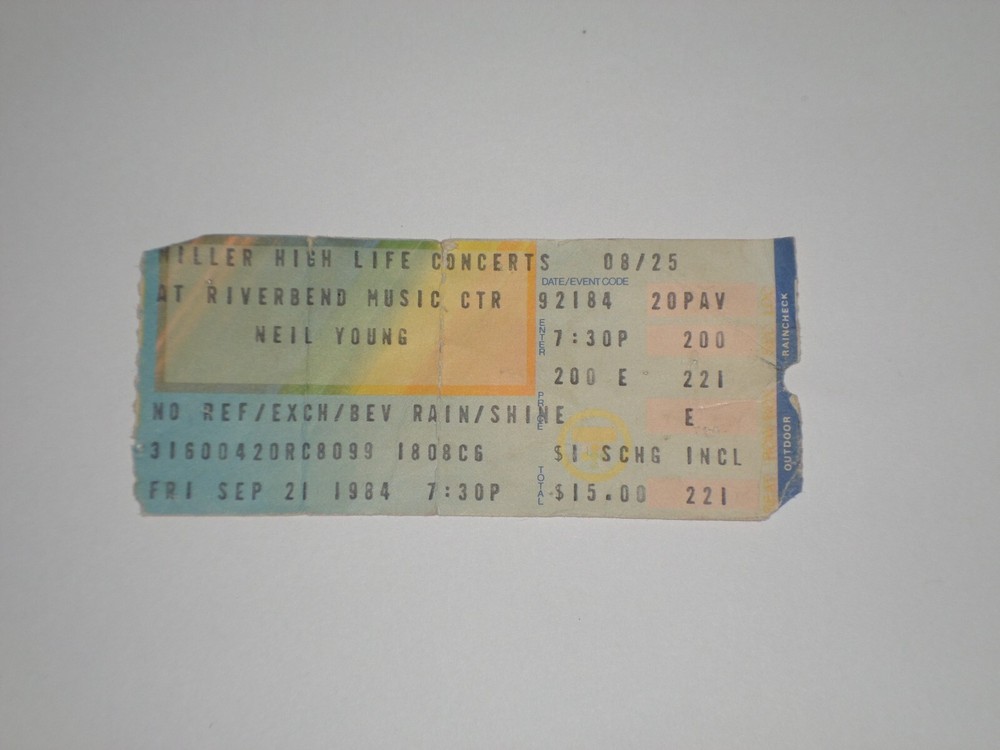 MILLER HIGH LIFE CONCERTS 08/25
DATE/EVENT CODE
AT RIVERBEND MUSIC CTR 92184 20PAV
ENTER
NEIL YOUNG 7:30P 200
200 E 221
PRICE
NO REF/EXCH/BEV RAIN/SHINE E
31600420RC8099 1808CG $1 SCHG INCL
TOTAL
FRI SEP 21 1984 7:30P $15.00 221
OUTDOOR RAINCHECK